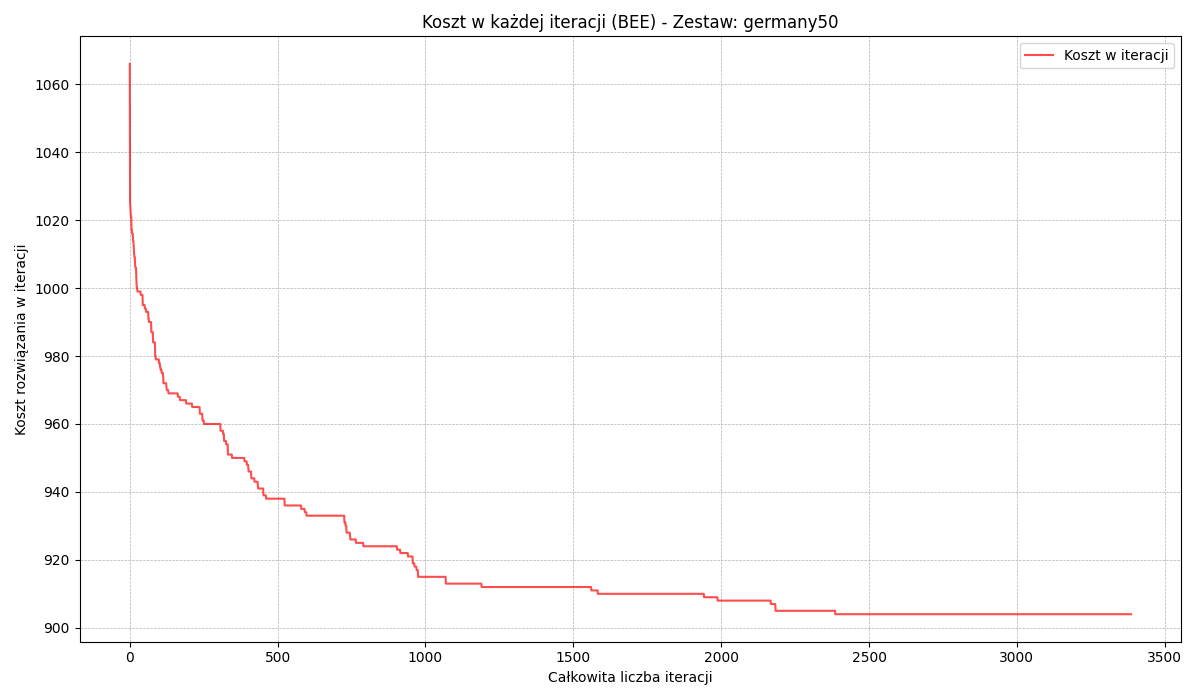 Koszt w każdej iteracji (BEE) - Zestaw: germany50
Koszt w iteracji
Koszt rozwiązania w iteracji
1060
1040
1020
1000
980
960
940
920
900
0 500 1000 1500 2000 2500 3000 3500
Całkowita liczba iteracji